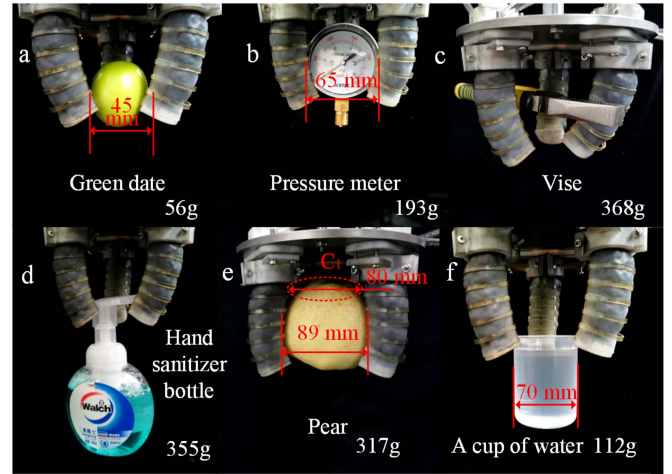 a
45
mm
Green date
56g
b
65 mm
Pressure meter
193g
c
Vise
368g
d
Walch
Hand
sanitizer
bottle
355g
e
C₁
80 mm
89 mm
Pear
317g
f
70 mm
A cup of water 112g